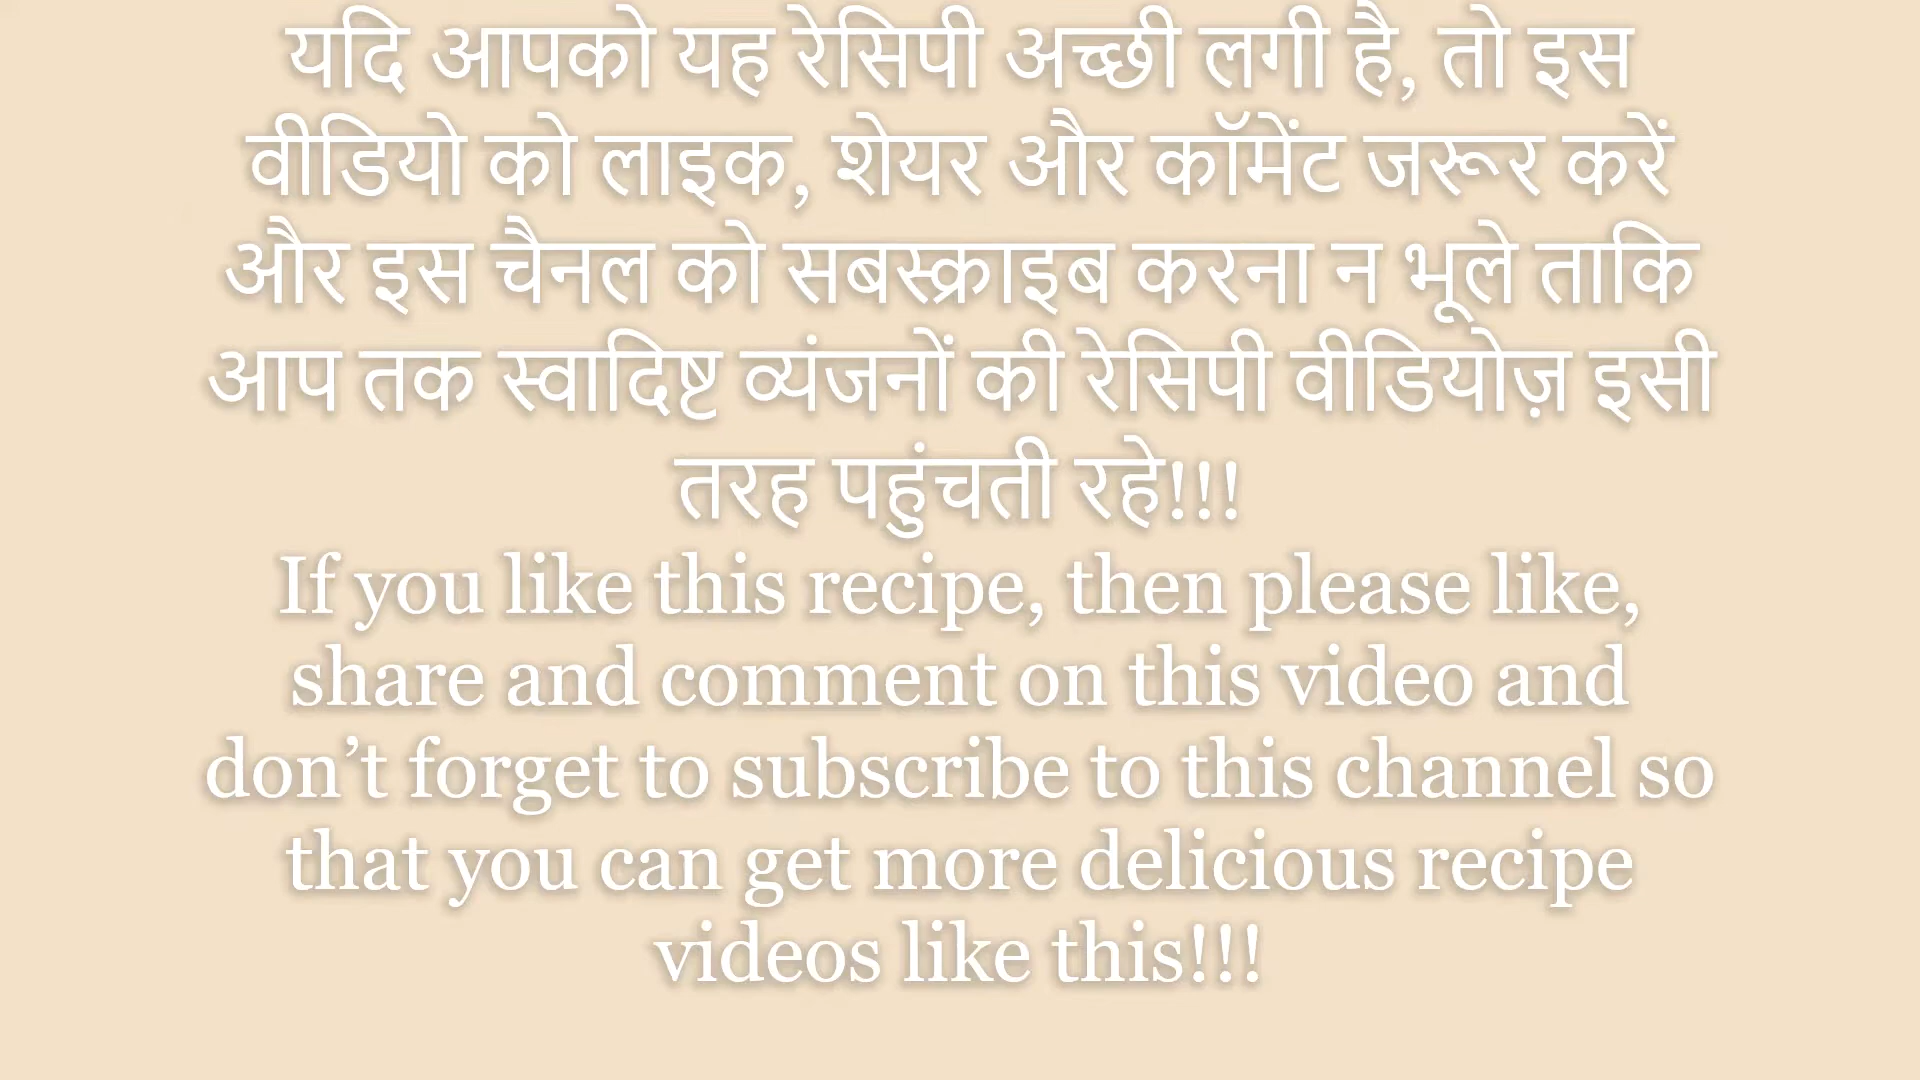 यदि आपको यह रेसिपी अच्छी लगी है, तो इस
वीडियो को लाइक, शेयर और कॉमेंट जरूर करें
और इस चैनल को सबस्क्राइब करना न भूले ताकि
आप तक स्वादिष्ट व्यंजनों की रेसिपी वीडियोज़ इसी
तरह पहुंचती रहे!!!
If you like this recipe, then please like,
share and comment on this video and
don’t forget to subscribe to this channel so
that you can get more delicious recipe
videos like this!!!